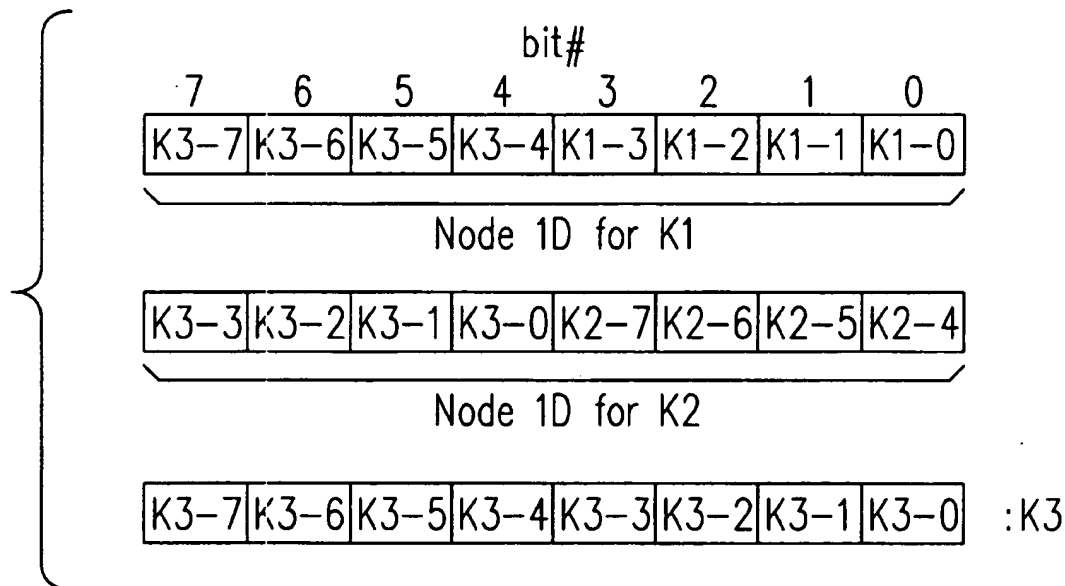 bit#
7 6 5 4 3 2 1 0
K3-7 K3-6 K3-5 K3-4 K1-3 K1-2 K1-1 K1-0
Node 1D for K1
K3-3 K3-2 K3-1 K3-0 K2-7 K2-6 K2-5 K2-4
Node 1D for K2
K3-7 K3-6 K3-5 K3-4 K3-3 K3-2 K3-1 K3-0 :K3